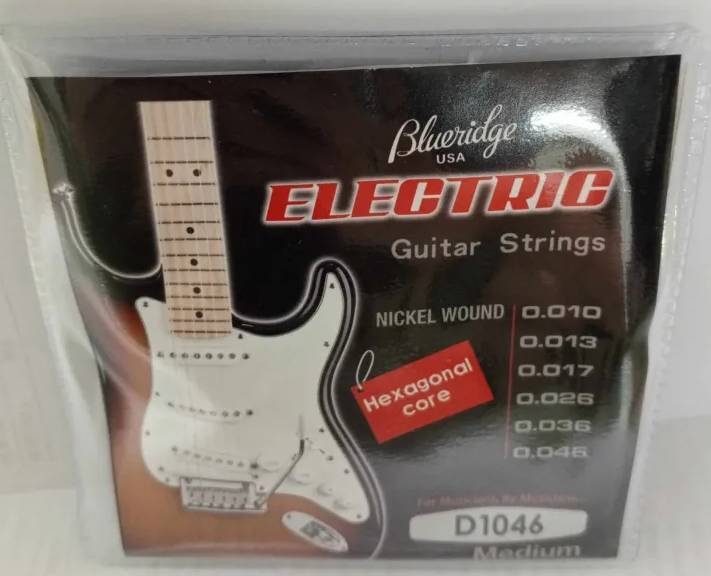 Blueridge
USA
ELECTRIC
Guitar Strings
NICKEL WOUND 0.010
0.013
0.017
0.026
0.036
0.046
Hexagonal
core
For Musicians, By Musicians...
D1046
Medium